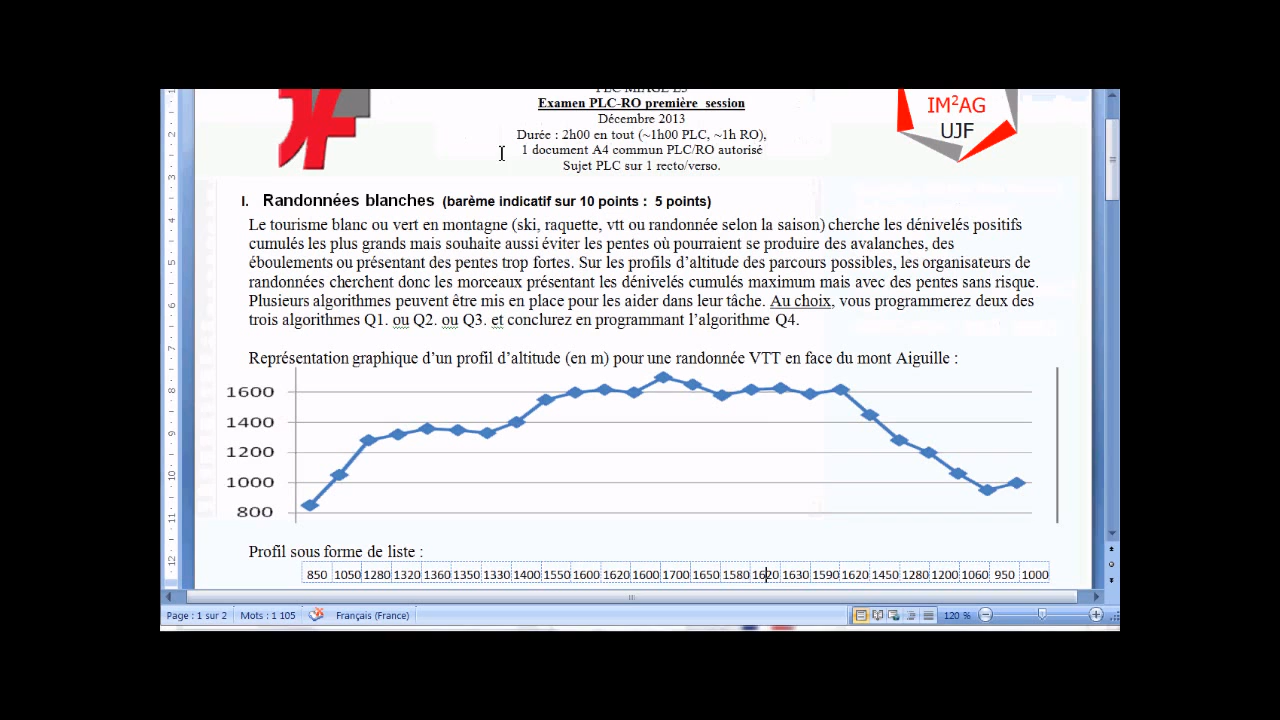 PLC MIAGE L3
Examen PLC-RO première session
Décembre 2013
Durée : 2h00 en tout (~1h00 PLC, ~1h RO),
1 document A4 commun PLC/RO autorisé
Sujet PLC sur 1 recto/verso.
IM²AG
UJF
I. Randonnées blanches (barème indicatif sur 10 points : 5 points)
Le tourisme blanc ou vert en montagne (ski, raquette, vtt ou randonnée selon la saison) cherche les dénivelés positifs
cumulés les plus grands mais souhaite aussi éviter les pentes où pourraient se produire des avalanches, des
éboulements ou présentant des pentes trop fortes. Sur les profils d’altitude des parcours possibles, les organisateurs de
randonnées cherchent donc les morceaux présentant les dénivelés cumulés maximum mais avec des pentes sans risque.
Plusieurs algorithmes peuvent être mis en place pour les aider dans leur tâche. Au choix, vous programmerez deux des
trois algorithmes Q1. ou Q2. ou Q3. et conclurez en programmant l’algorithme Q4.
Représentation graphique d’un profil d’altitude (en m) pour une randonnée VTT en face du mont Aiguille :
1600
1400
1200
1000
800
Profil sous forme de liste :
850 1050 1280 1320 1360 1350 1330 1400 1550 1600 1620 1600 1700 1650 1580 1620 1630 1590 1620 1450 1280 1200 1060 950 1000
Page : 1 sur 2 Mots : 1 105 Français (France) 120 %